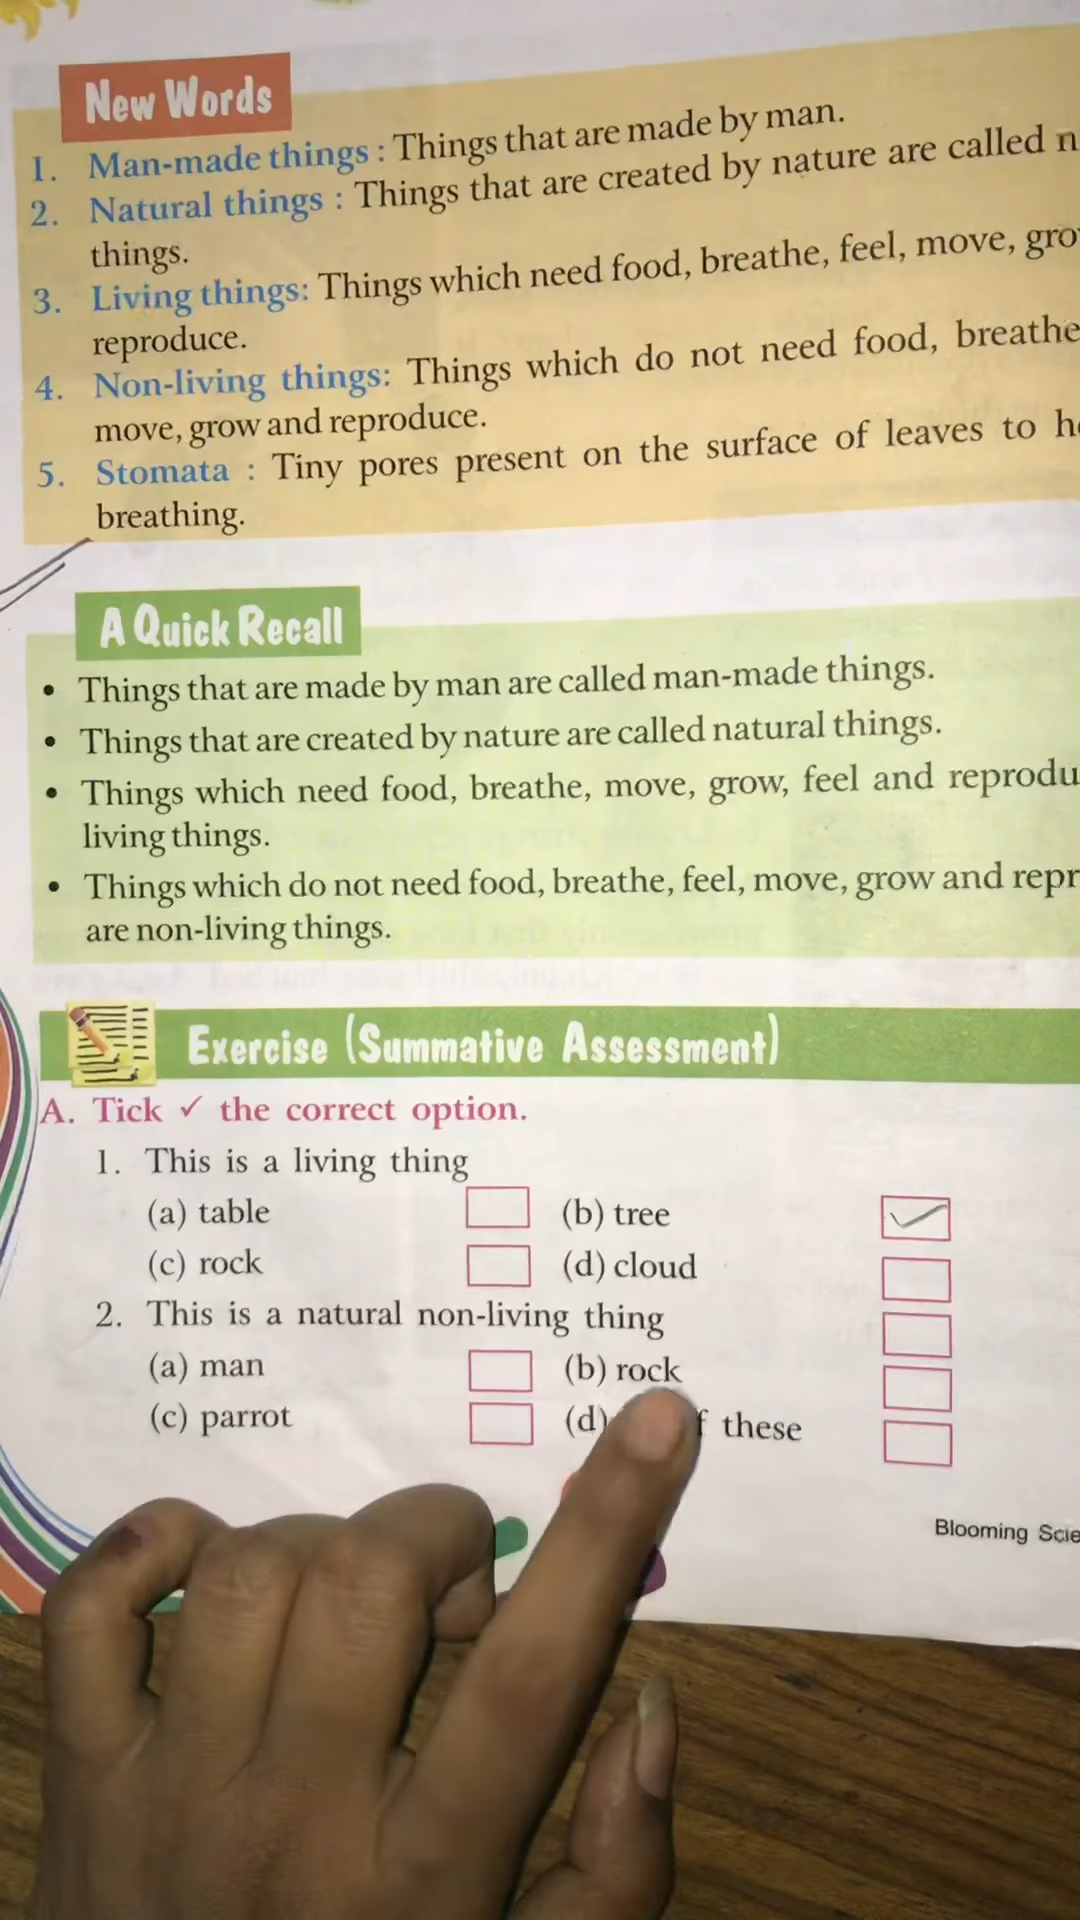 New Words
1. Man-made things : Things that are made by man.
2. Natural things : Things that are created by nature are called
things.
3. Living things: Things which need food, breathe, feel, move,
reproduce.
4. Non-living things: Things which do not need food, breathe
move, grow and reproduce.
5. Stomata : Tiny pores present on the surface of leaves to
breathing.
A Quick Recall
• Things that are made by man are called man-made things.
• Things that are created by nature are called natural things.
• Things which need food, breathe, move, grow, feel and
living things.
• Things which do not need food, breathe, feel, move, grow and
are non-living things.
Exercise (Summative Assessment)
A. Tick ✓ the correct option.
1. This is a living thing
(a) table (b) tree ✓
(c) rock (d) cloud
2. This is a natural non-living thing
(a) man (b) rock
(c) parrot (d) these
Blooming